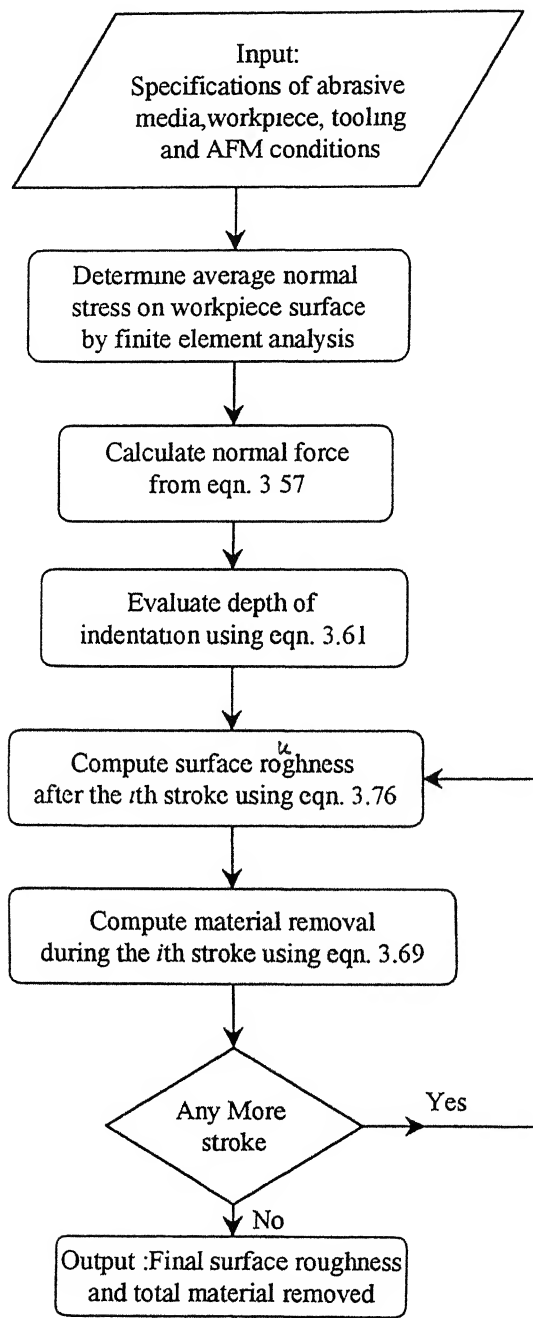 Input:
Specifications of abrasive
media,workpiece, tooling
and AFM conditions
Determine average normal
stress on workpiece surface
by finite element analysis
Calculate normal force
from eqn. 3 57
Evaluate depth of
indentation using eqn. 3.61
u
Compute surface roghness
after the ith stroke using eqn. 3.76
Compute material removal
during the ith stroke using eqn. 3.69
Any More
stroke
Yes
No
Output :Final surface roughness
and total material removed